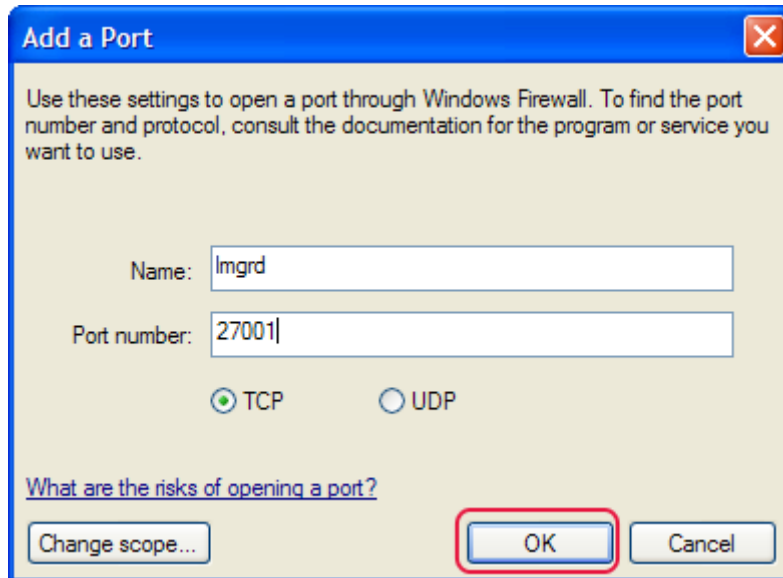 Add a Port
Use these settings to open a port through Windows Firewall. To find the port
number and protocol, consult the documentation for the program or service you
want to use.
Name: lmgrd
Port number: 27001
TCP UDP
What are the risks of opening a port?
Change scope... OK Cancel